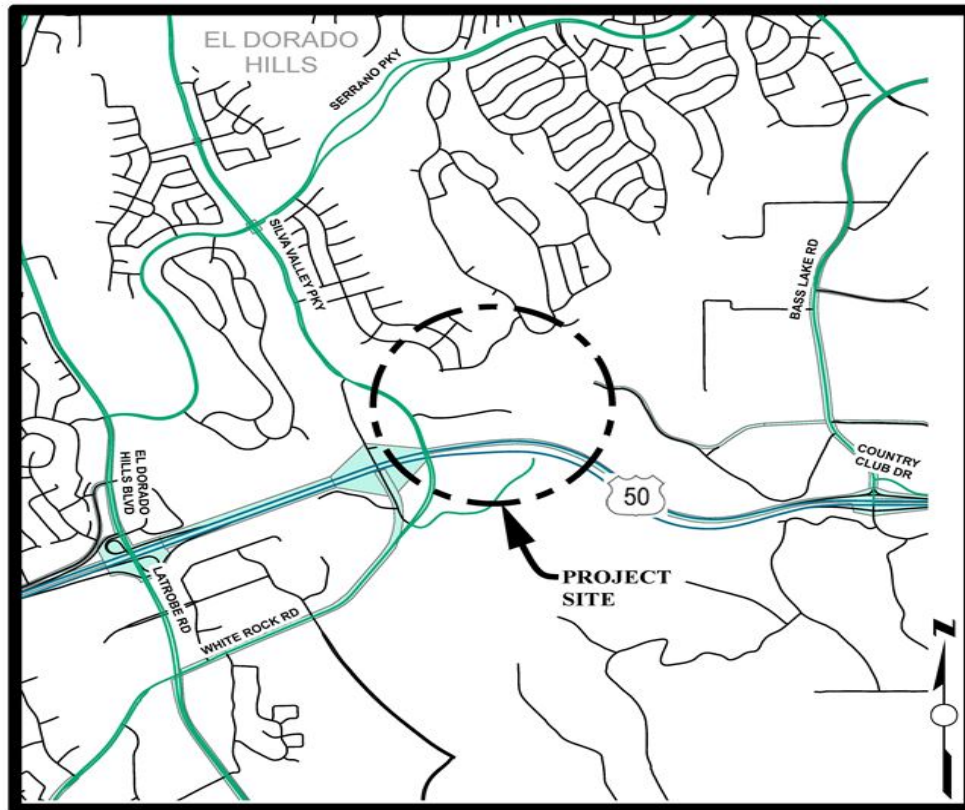 EL DORADO
HILLS
SERRANO PKY
SILVA VALLEY PKY
BASS LAKE RD
COUNTRY
CLUB DR
EL DORADO
HILLS BLVD
50
PROJECT
SITE
LATROBE RD
WHITE ROCK RD
N